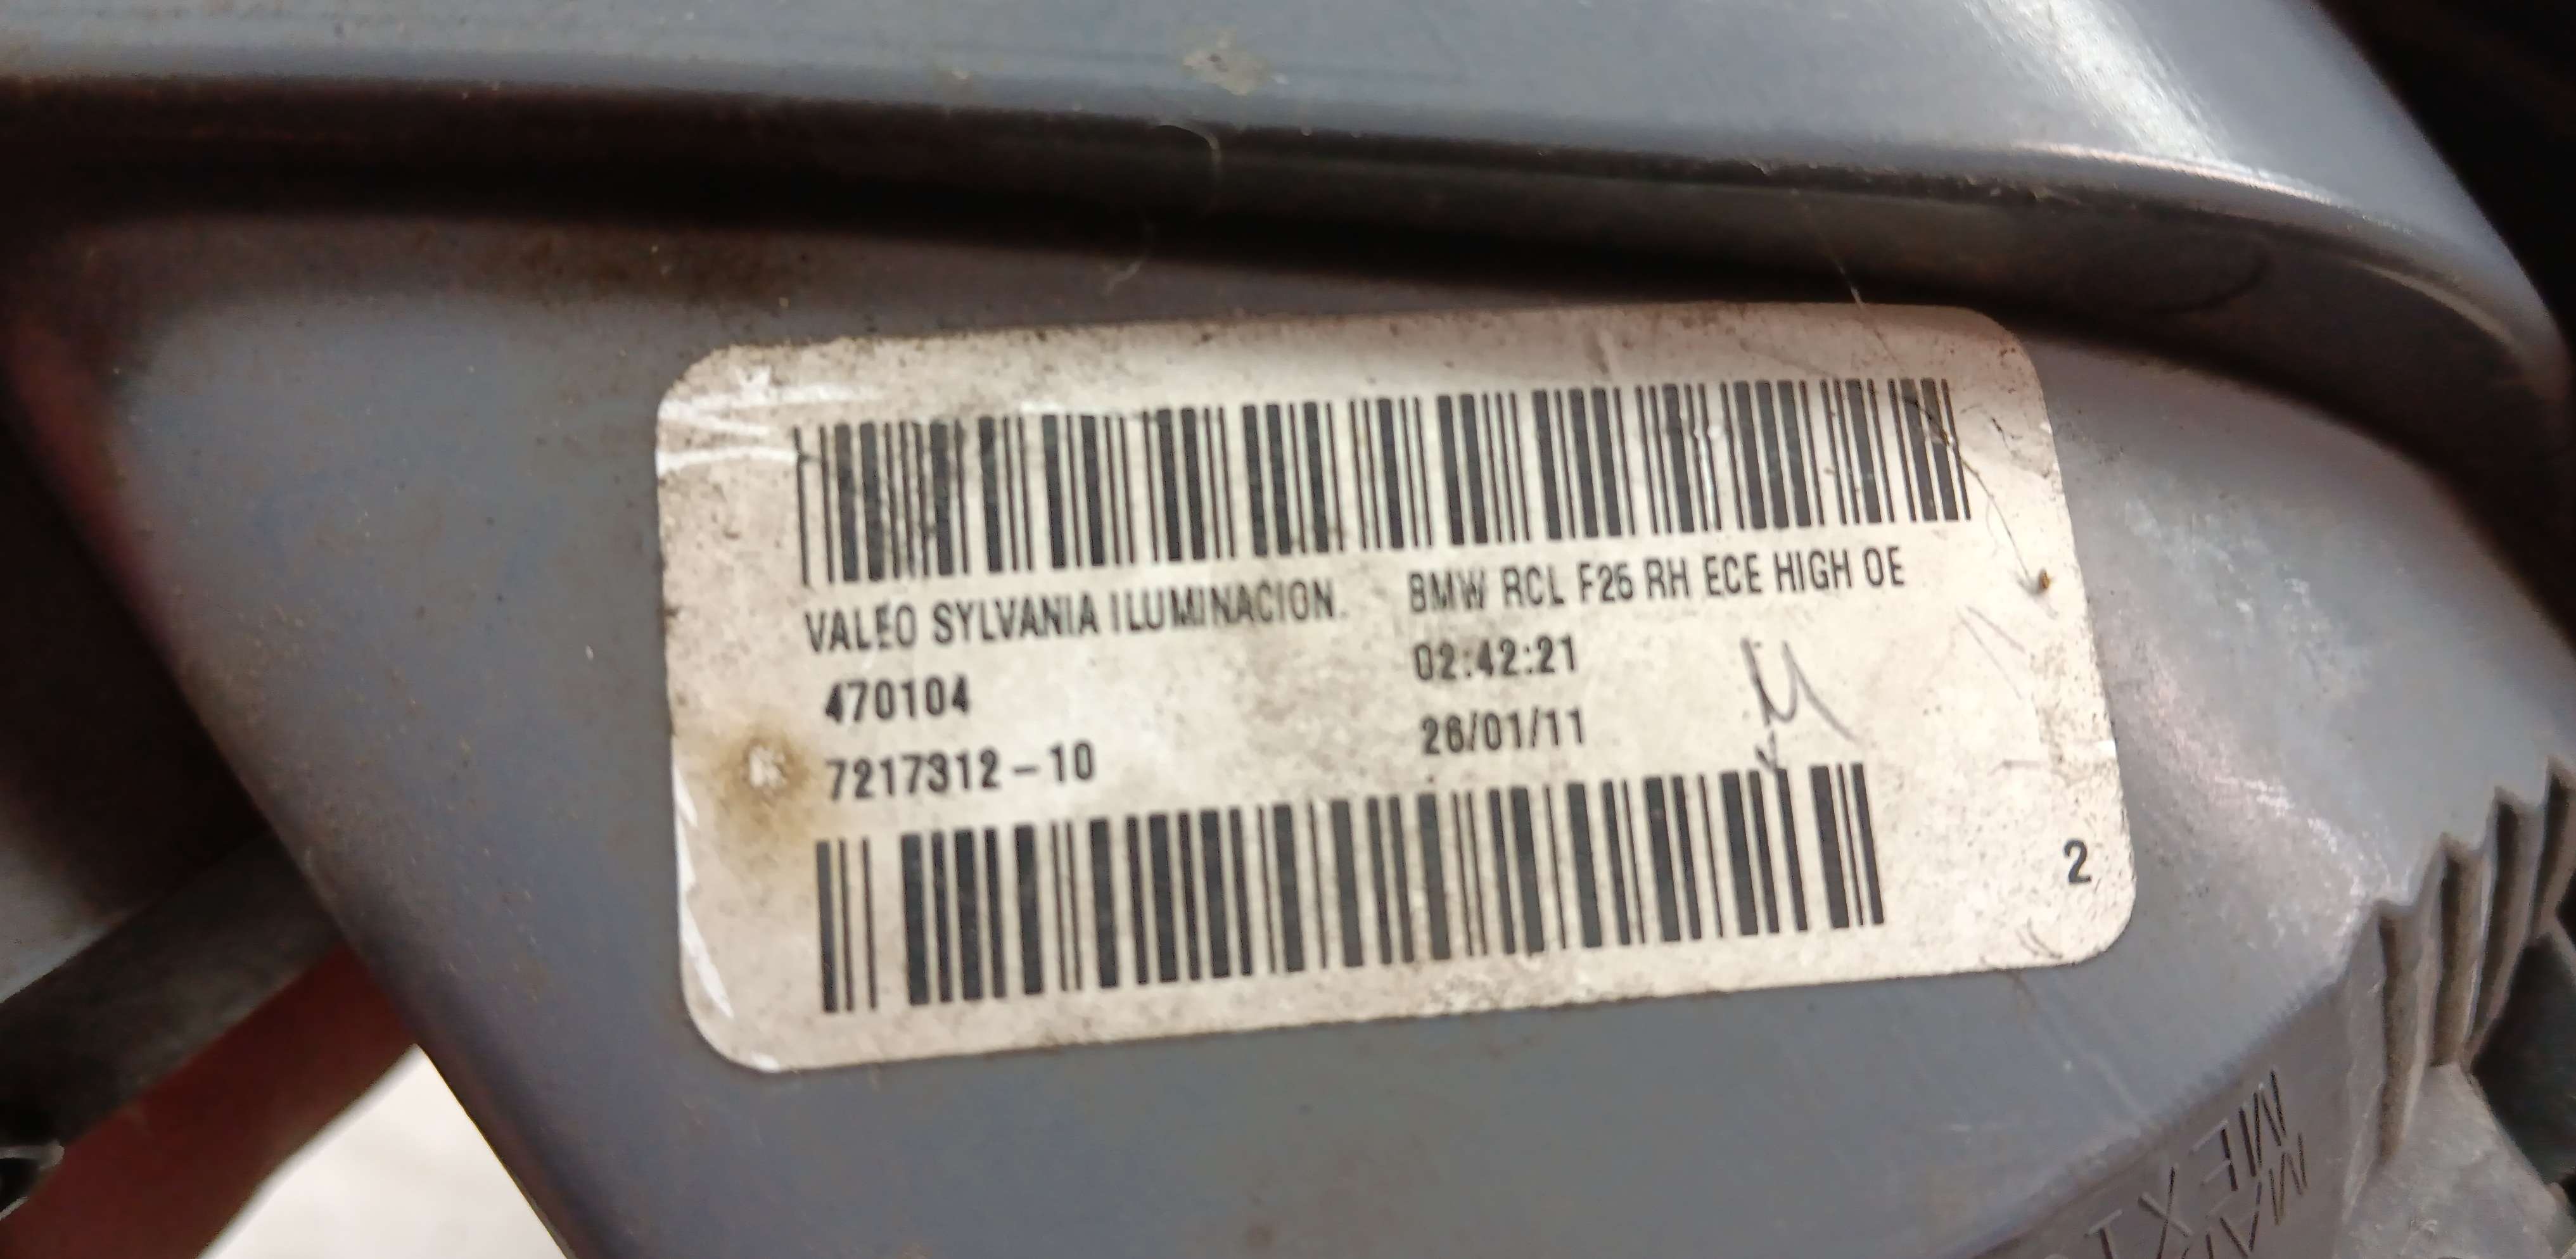 VALEO SYLVANIA ILUMINACION. BMW RCL F25 RH ECE HIGH OE
470104 02:42:21
7217312-10 26/01/11
2